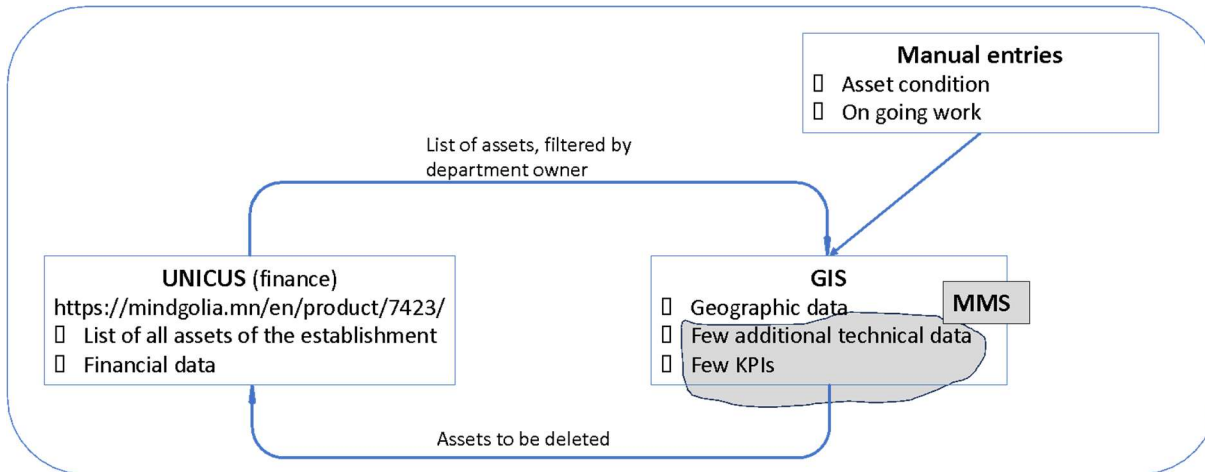 Manual entries
▯ Asset condition
▯ On going work
List of assets, filtered by
department owner
UNICUS (finance)
https://mindgolia.mn/en/product/7423/
▯ List of all assets of the establishment
▯ Financial data
GIS
▯ Geographic data
▯ Few additional technical data
▯ Few KPIs
MMS
Assets to be deleted